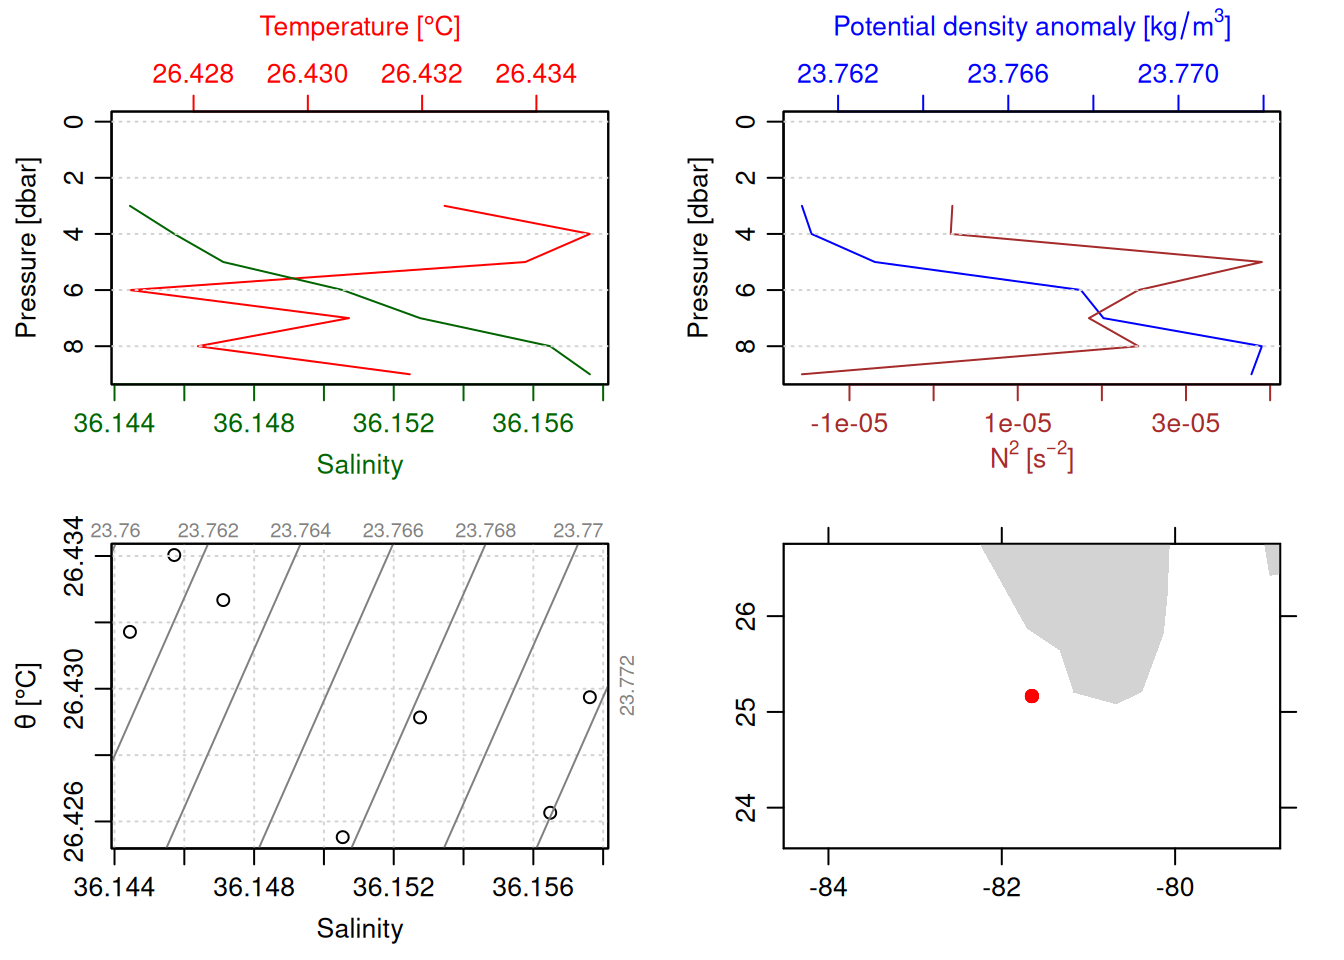 Temperature [°C]
26.428 26.430 26.432 26.434
Pressure [dbar]
0
2
4
6
8
36.144 36.148 36.152 36.156
Salinity
Potential density anomaly [kg/m³]
23.762 23.766 23.770
Pressure [dbar]
0
2
4
6
8
-1e-05 1e-05 3e-05
N² [s⁻²]
23.76 23.762 23.764 23.766 23.768 23.77
23.772
θ [°C]
26.434
26.430
26.426
36.144 36.148 36.152 36.156
Salinity
26
25
24
-84 -82 -80